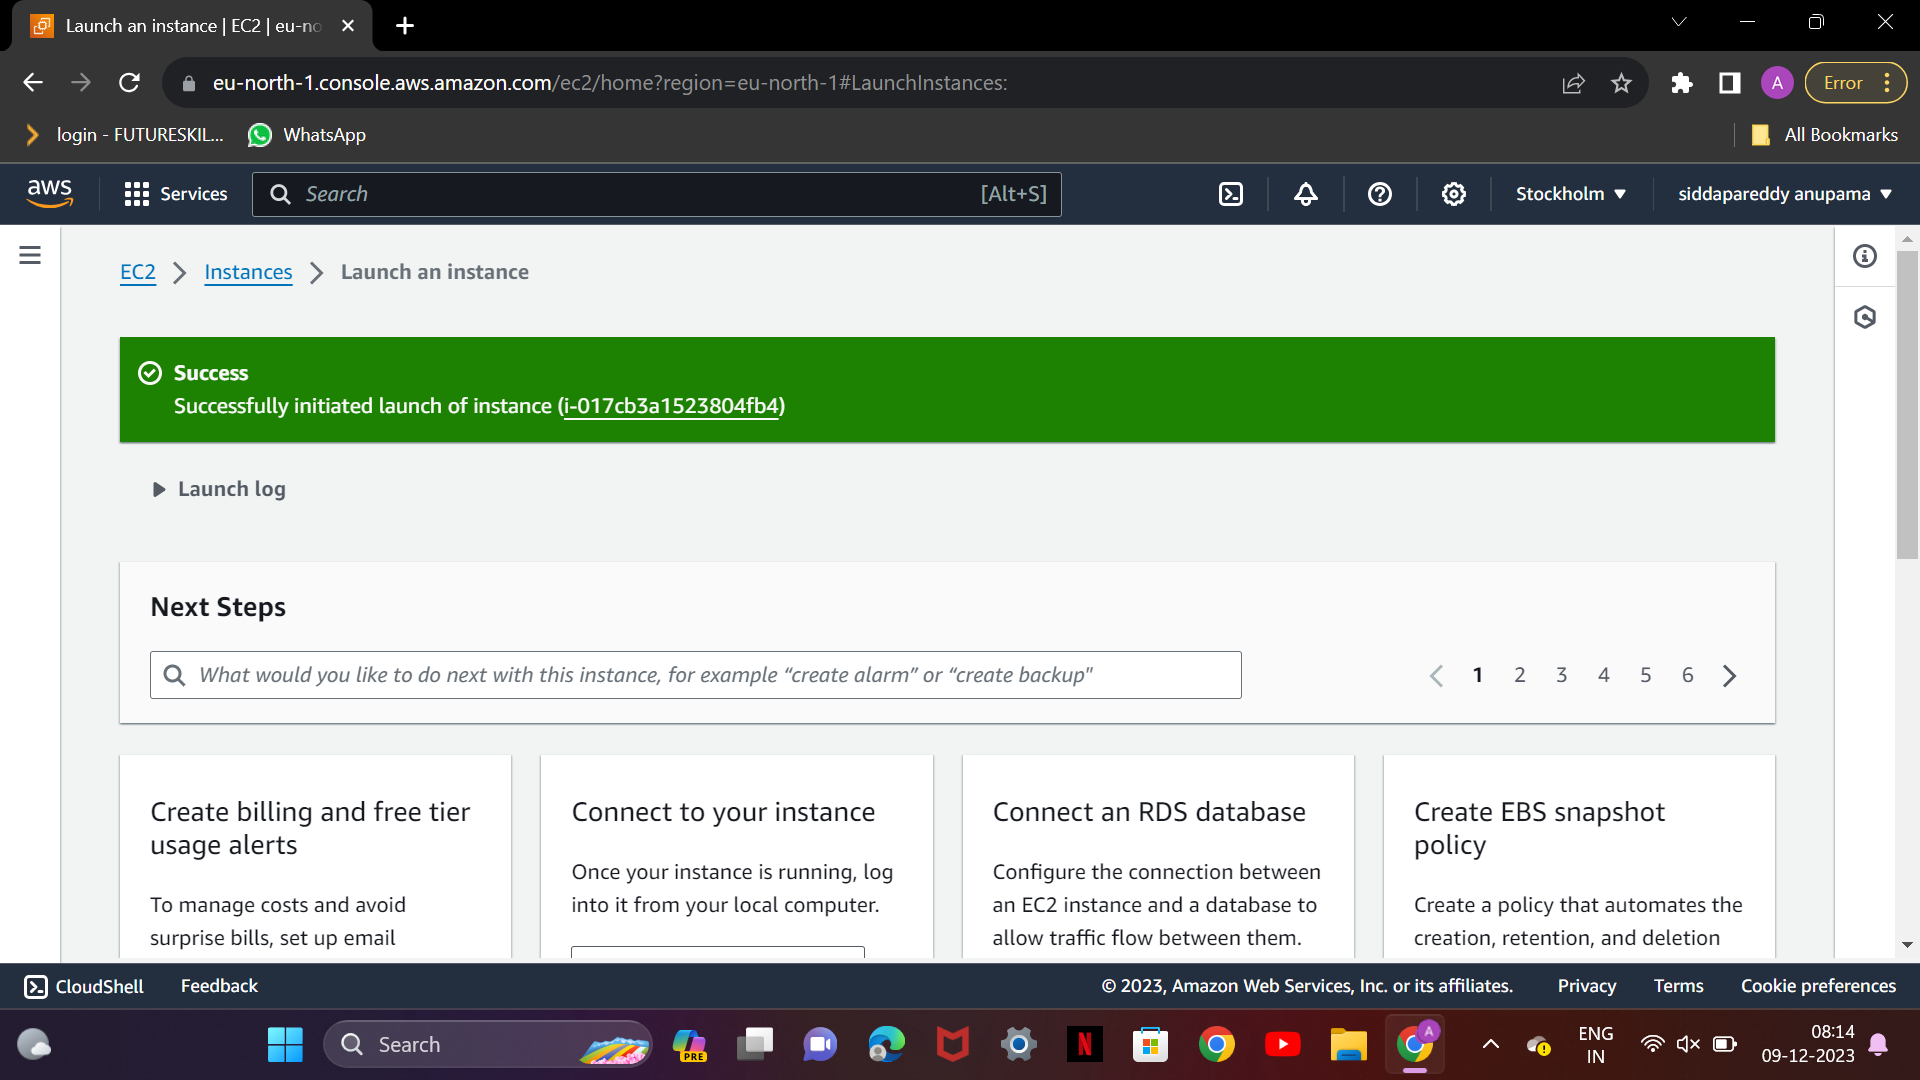 Launch an instance | EC2 | eu-no
eu-north-1.console.aws.amazon.com/ec2/home?region=eu-north-1#LaunchInstances:
A
Error
login - FUTURESKIL...
WhatsApp
All Bookmarks
aws
Services
Search
[Alt+S]
Stockholm
siddapareddy anupama
EC2
Instances
Launch an instance
Success
Successfully initiated launch of instance (i-017cb3a1523804fb4)
Launch log
Next Steps
What would you like to do next with this instance, for example “create alarm” or “create backup"
1 2 3 4 5 6
Create billing and free tier
usage alerts
To manage costs and avoid
surprise bills, set up email
Connect to your instance
Once your instance is running, log
into it from your local computer.
Connect an RDS database
Configure the connection between
an EC2 instance and a database to
allow traffic flow between them.
Create EBS snapshot
policy
Create a policy that automates the
creation, retention, and deletion
CloudShell
Feedback
© 2023, Amazon Web Services, Inc. or its affiliates.
Privacy
Terms
Cookie preferences
Search
PRE
N
A
ENG
IN
08:14
09-12-2023